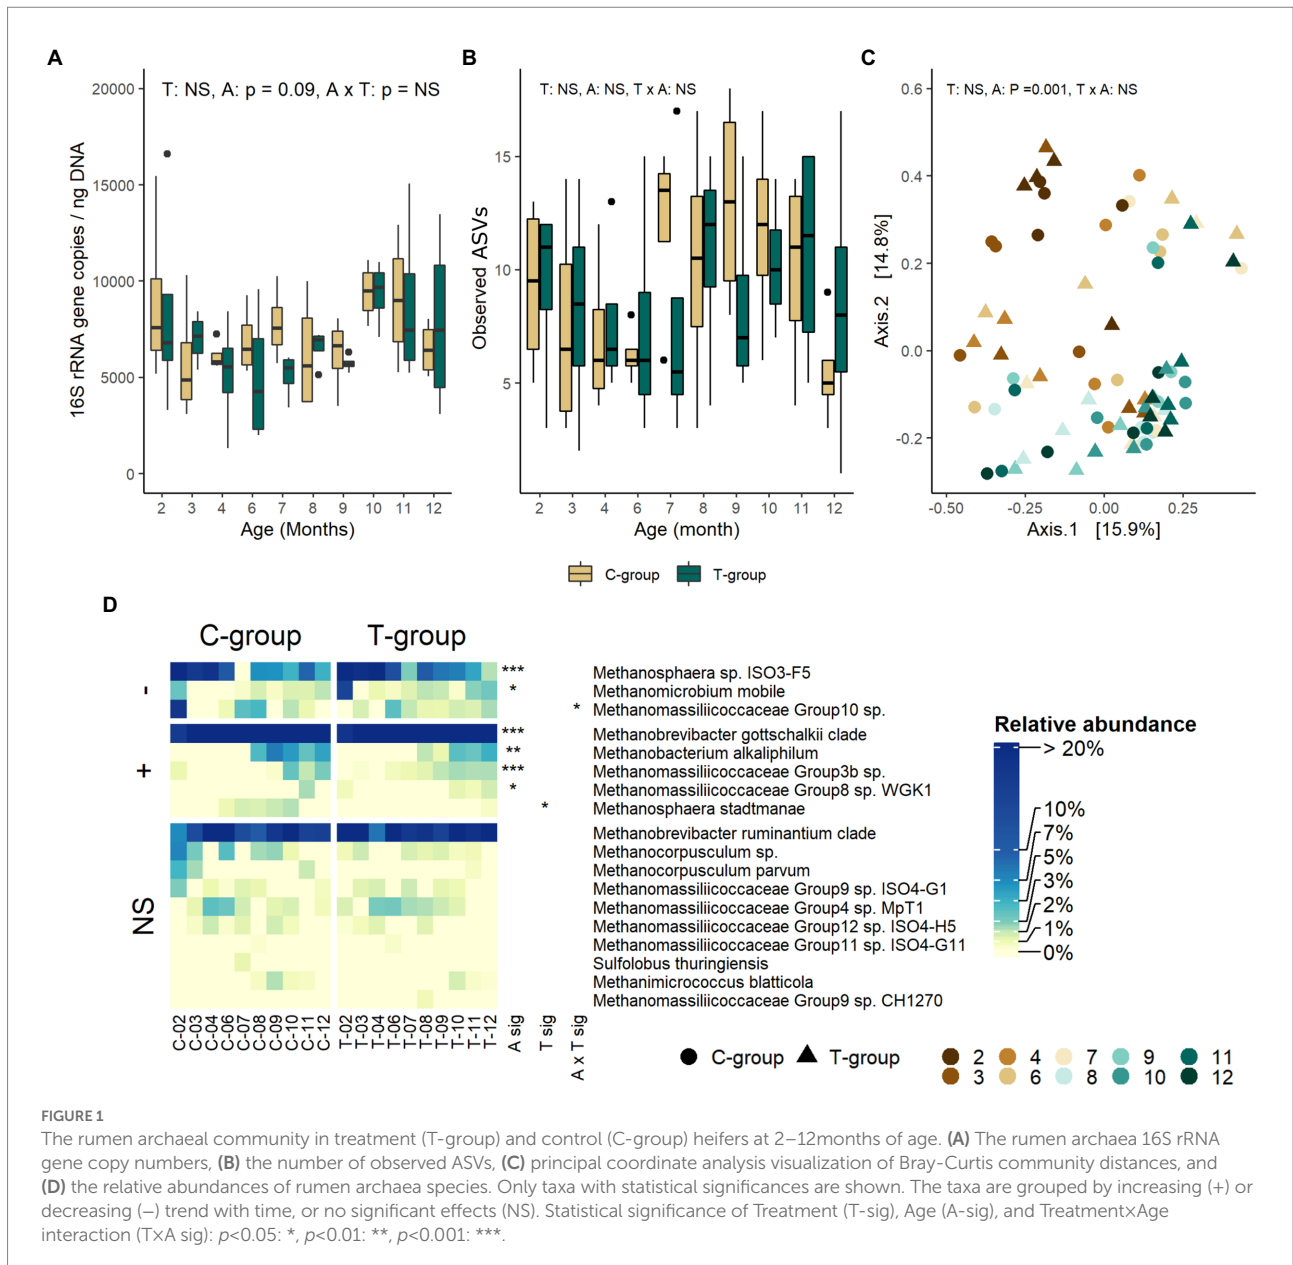 A
T: NS, A: p = 0.09, A x T: p = NS
16S rRNA gene copies / ng DNA
20000
15000
10000
5000
0
2 3 4 6 7 8 9 10 11 12
Age (Months)
B
T: NS, A: NS, T x A: NS
Observed ASVs
15
10
5
2 3 4 6 7 8 9 10 11 12
Age (month)
C
T: NS, A: P =0.001, T x A: NS
Axis.2 [14.8%]
0.6
0.4
0.2
0.0
-0.2
-0.50 -0.25 0.00 0.25
Axis.1 [15.9%]
C-group T-group
D
C-group T-group
-
*** Methanosphaera sp. ISO3-F5
* Methanomicrobium mobile
* Methanomassiliicoccaceae Group10 sp.
+
*** Methanobrevibacter gottschalkii clade
** Methanobacterium alkaliphilum
*** Methanomassiliicoccaceae Group3b sp.
* Methanomassiliicoccaceae Group8 sp. WGK1
* Methanosphaera stadtmanae
NS
Methanobrevibacter ruminantium clade
Methanocorpusculum sp.
Methanocorpusculum parvum
Methanomassiliicoccaceae Group9 sp. ISO4-G1
Methanomassiliicoccaceae Group4 sp. MpT1
Methanomassiliicoccaceae Group12 sp. ISO4-H5
Methanomassiliicoccaceae Group11 sp. ISO4-G11
Sulfolobus thuringiensis
Methanimicrococcus blatticola
Methanomassiliicoccaceae Group9 sp. CH1270
C-02 C-03 C-04 C-06 C-07 C-08 C-09 C-10 C-11 C-12 T-02 T-03 T-04 T-06 T-07 T-08 T-09 T-10 T-11 T-12 A sig T sig A x T sig
Relative abundance
> 20%
10%
7%
5%
3%
2%
1%
0%
C-group T-group
2 4 7 9 11
3 6 8 10 12
FIGURE 1
The rumen archaeal community in treatment (T-group) and control (C-group) heifers at 2–12months of age. (A) The rumen archaea 16S rRNA
gene copy numbers, (B) the number of observed ASVs, (C) principal coordinate analysis visualization of Bray-Curtis community distances, and
(D) the relative abundances of rumen archaea species. Only taxa with statistical significances are shown. The taxa are grouped by increasing (+) or
decreasing (−) trend with time, or no significant effects (NS). Statistical significance of Treatment (T-sig), Age (A-sig), and Treatment×Age
interaction (T×A sig): p<0.05: *, p<0.01: **, p<0.001: ***.